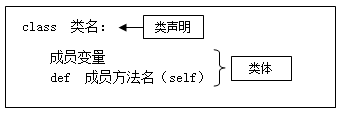 class 类名：
类声明
成员变量
def 成员方法名（self）
类体